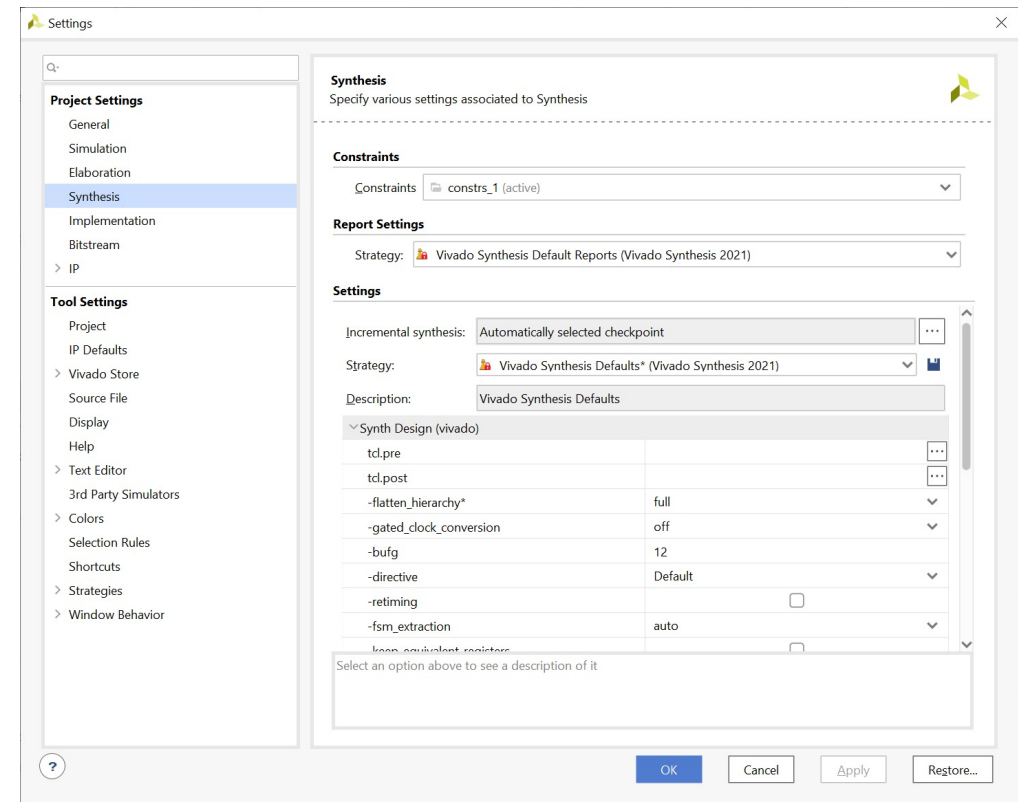 Settings
Project Settings
General
Simulation
Elaboration
Synthesis
Implementation
Bitstream
IP
Tool Settings
Project
IP Defaults
Vivado Store
Source File
Display
Help
Text Editor
3rd Party Simulators
Colors
Selection Rules
Shortcuts
Strategies
Window Behavior
Synthesis
Specify various settings associated to Synthesis
Constraints
Constraints constrs_1 (active)
Report Settings
Strategy: Vivado Synthesis Default Reports (Vivado Synthesis 2021)
Settings
Incremental synthesis: Automatically selected checkpoint ...
Strategy: Vivado Synthesis Defaults* (Vivado Synthesis 2021)
Description: Vivado Synthesis Defaults
Synth Design (vivado)
tcl.pre ...
tcl.post ...
-flatten_hierarchy* full
-gated_clock_conversion off
-bufg 12
-directive Default
-retiming
-fsm_extraction auto
-keep_equivalent_registers
Select an option above to see a description of it
? OK Cancel Apply Restore...